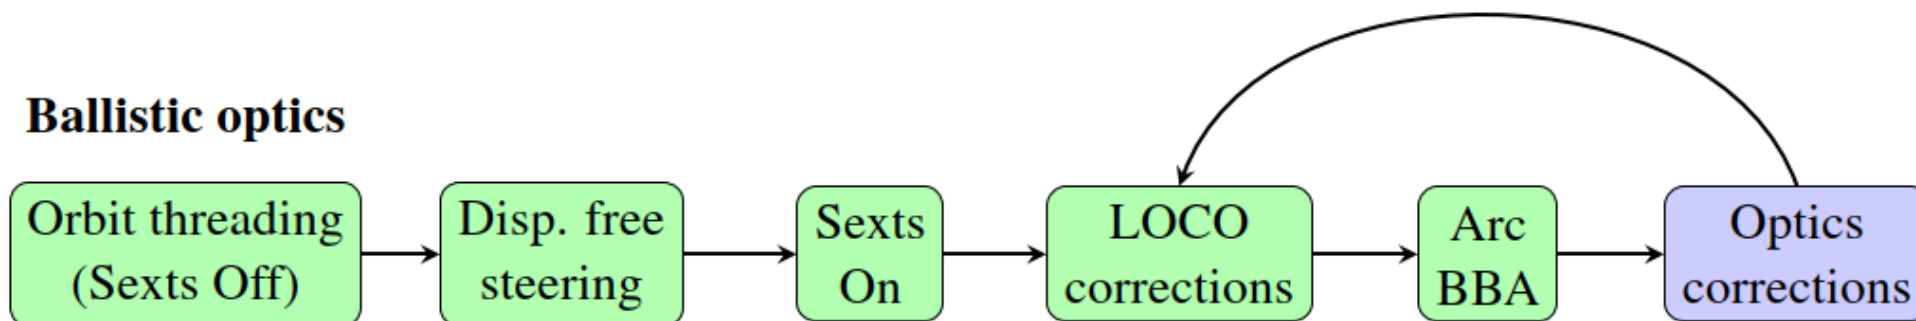 Ballistic optics
Orbit threading
(Sexts Off)
Disp. free
steering
Sexts
On
LOCO
corrections
Arc
BBA
Optics
corrections